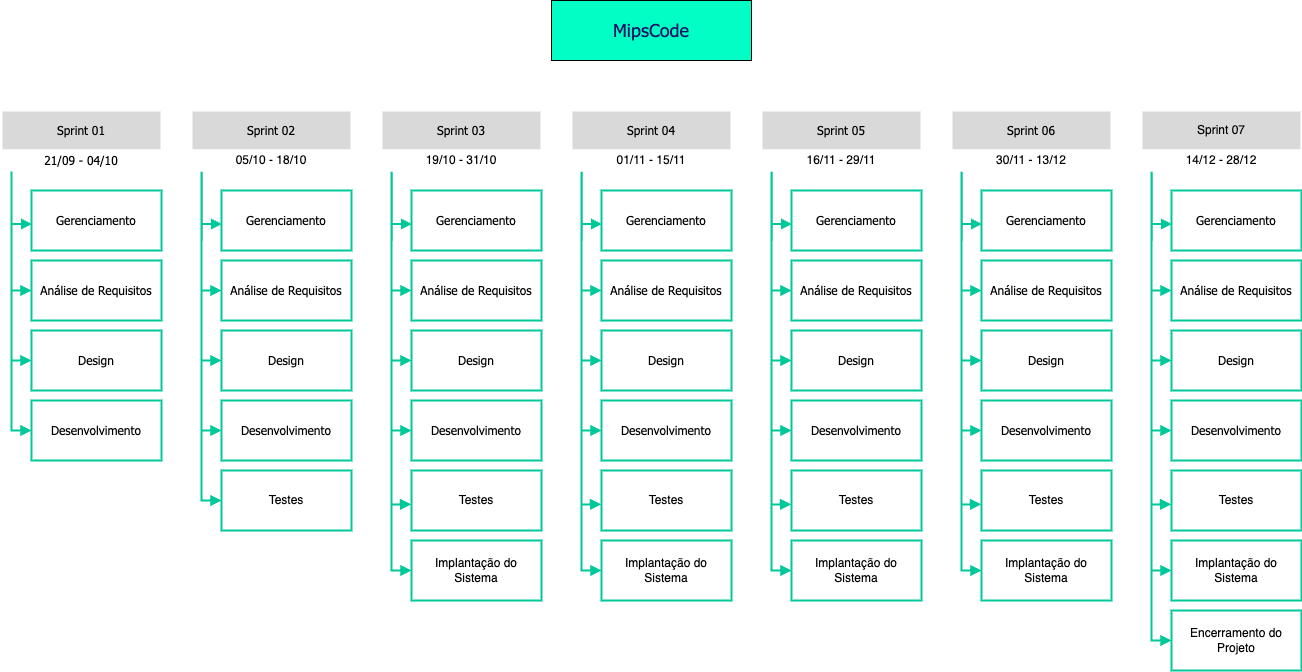 MipsCode
Sprint 01
21/09 - 04/10
Gerenciamento
Análise de Requisitos
Design
Desenvolvimento
Sprint 02
05/10 - 18/10
Gerenciamento
Análise de Requisitos
Design
Desenvolvimento
Testes
Sprint 03
19/10 - 31/10
Gerenciamento
Análise de Requisitos
Design
Desenvolvimento
Testes
Implantação do
Sistema
Sprint 04
01/11 - 15/11
Gerenciamento
Análise de Requisitos
Design
Desenvolvimento
Testes
Implantação do
Sistema
Sprint 05
16/11 - 29/11
Gerenciamento
Análise de Requisitos
Design
Desenvolvimento
Testes
Implantação do
Sistema
Sprint 06
30/11 - 13/12
Gerenciamento
Análise de Requisitos
Design
Desenvolvimento
Testes
Implantação do
Sistema
Sprint 07
14/12 - 28/12
Gerenciamento
Análise de Requisitos
Design
Desenvolvimento
Testes
Implantação do
Sistema
Encerramento do
Projeto